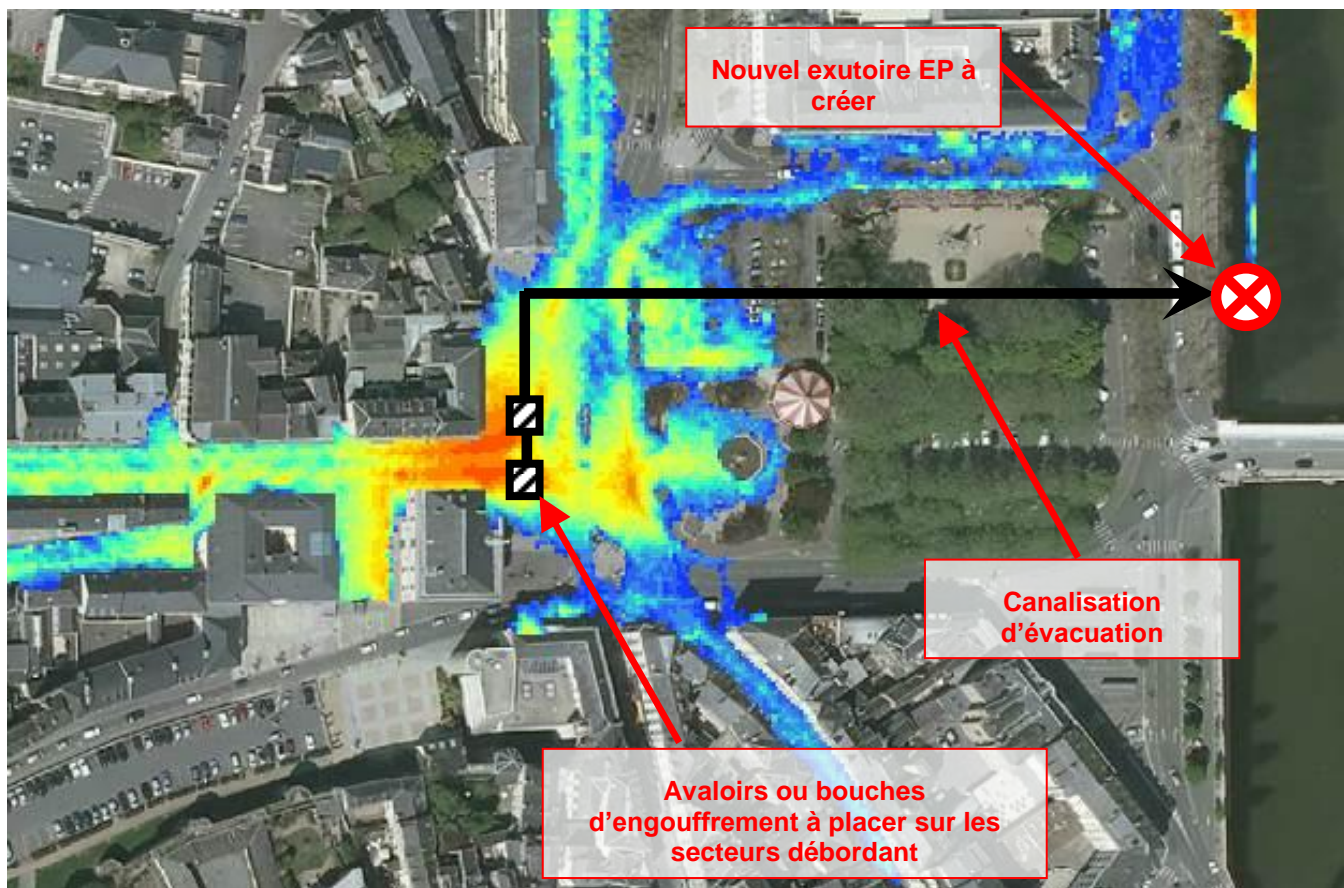 Nouvel exutoire EP à
créer
Canalisation
d’évacuation
Avaloirs ou bouches
d’engouffrement à placer sur les
secteurs débordant